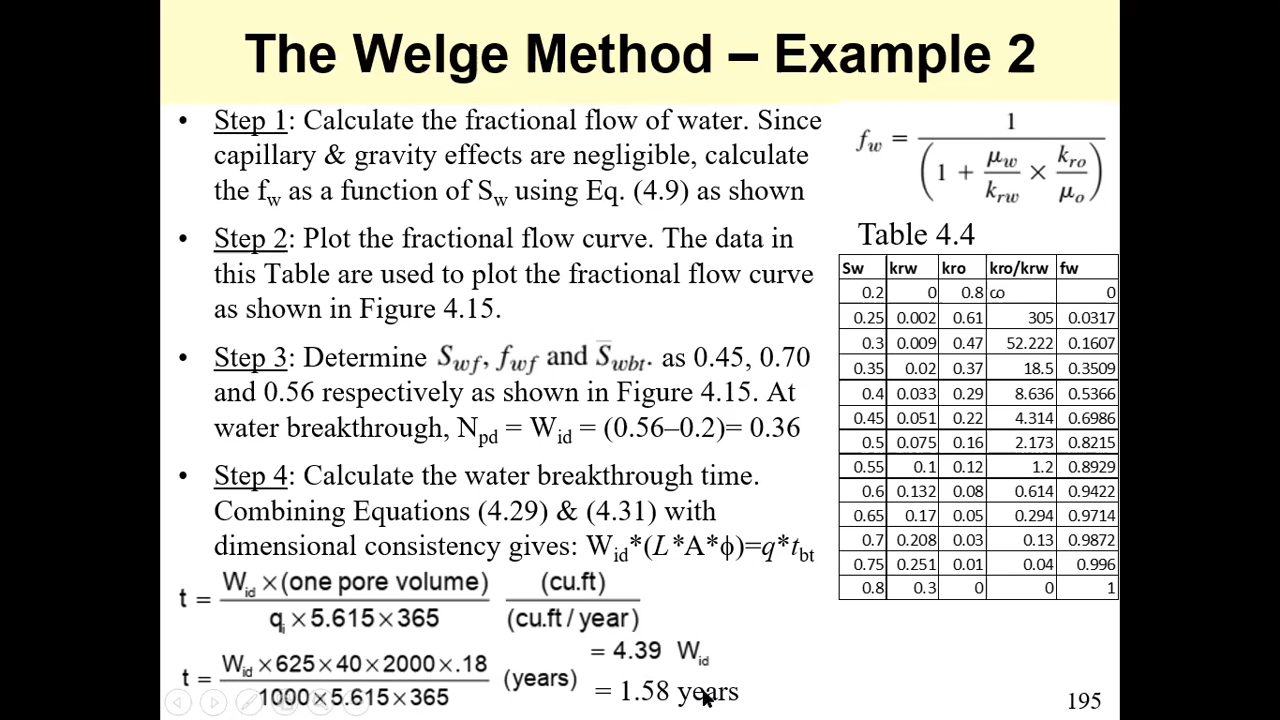 The Welge Method – Example 2
• Step 1: Calculate the fractional flow of water. Since
capillary & gravity effects are negligible, calculate
the fw as a function of Sw using Eq. (4.9) as shown
• Step 2: Plot the fractional flow curve. The data in
this Table are used to plot the fractional flow curve
as shown in Figure 4.15.
• Step 3: Determine Swf, fwf and S̅wbt. as 0.45, 0.70
and 0.56 respectively as shown in Figure 4.15. At
water breakthrough, Npd = Wid = (0.56–0.2)= 0.36
• Step 4: Calculate the water breakthrough time.
Combining Equations (4.29) & (4.31) with
dimensional consistency gives: Wid*(L*A*ϕ)=q*tbt
t = Wid ×(one pore volume) / qi ×5.615×365 (cu.ft) / (cu.ft / year)
t = Wid ×625×40×2000×.18 / 1000×5.615×365 (years) = 4.39 Wid
= 1.58 years
fw = 1 / (1 + μw / krw × kro / μo)
Table 4.4
Sw krw kro kro/krw fw
0.2 0 0.8 ∞ 0
0.25 0.002 0.61 305 0.0317
0.3 0.009 0.47 52.222 0.1607
0.35 0.02 0.37 18.5 0.3509
0.4 0.033 0.29 8.636 0.5366
0.45 0.051 0.22 4.314 0.6986
0.5 0.075 0.16 2.173 0.8215
0.55 0.1 0.12 1.2 0.8929
0.6 0.132 0.08 0.614 0.9422
0.65 0.17 0.05 0.294 0.9714
0.7 0.208 0.03 0.13 0.9872
0.75 0.251 0.01 0.04 0.996
0.8 0.3 0 0 1
195